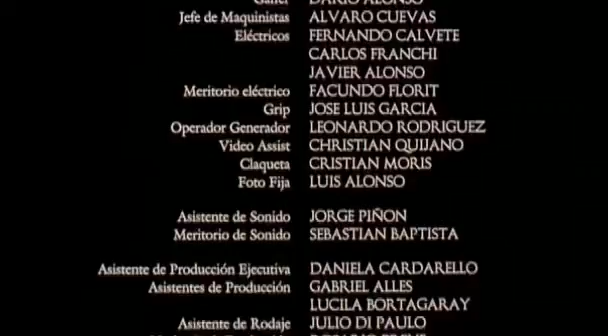 Gaffer DARIO ALONSO
Jefe de Maquinistas ALVARO CUEVAS
Eléctricos FERNANDO CALVETE
CARLOS FRANCHI
JAVIER ALONSO
Meritorio eléctrico FACUNDO FLORIT
Grip JOSE LUIS GARCIA
Operador Generador LEONARDO RODRIGUEZ
Video Assist CHRISTIAN QUIJANO
Claqueta CRISTIAN MORIS
Foto Fija LUIS ALONSO
Asistente de Sonido JORGE PIÑON
Meritorio de Sonido SEBASTIAN BAPTISTA
Asistente de Producción Ejecutiva DANIELA CARDARELLO
Asistentes de Producción GABRIEL ALLES
LUCILA BORTAGARAY
Asistente de Rodaje JULIO DI PAULO